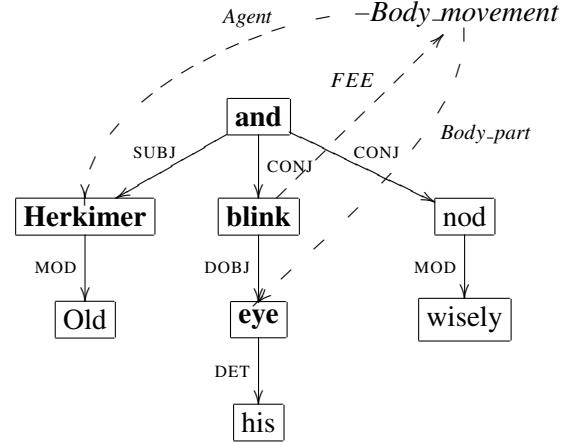 Agent –Body_movement
FEE
and Body_part
SUBJ CONJ CONJ
Herkimer blink nod
MOD DOBJ MOD
Old eye wisely
DET
his